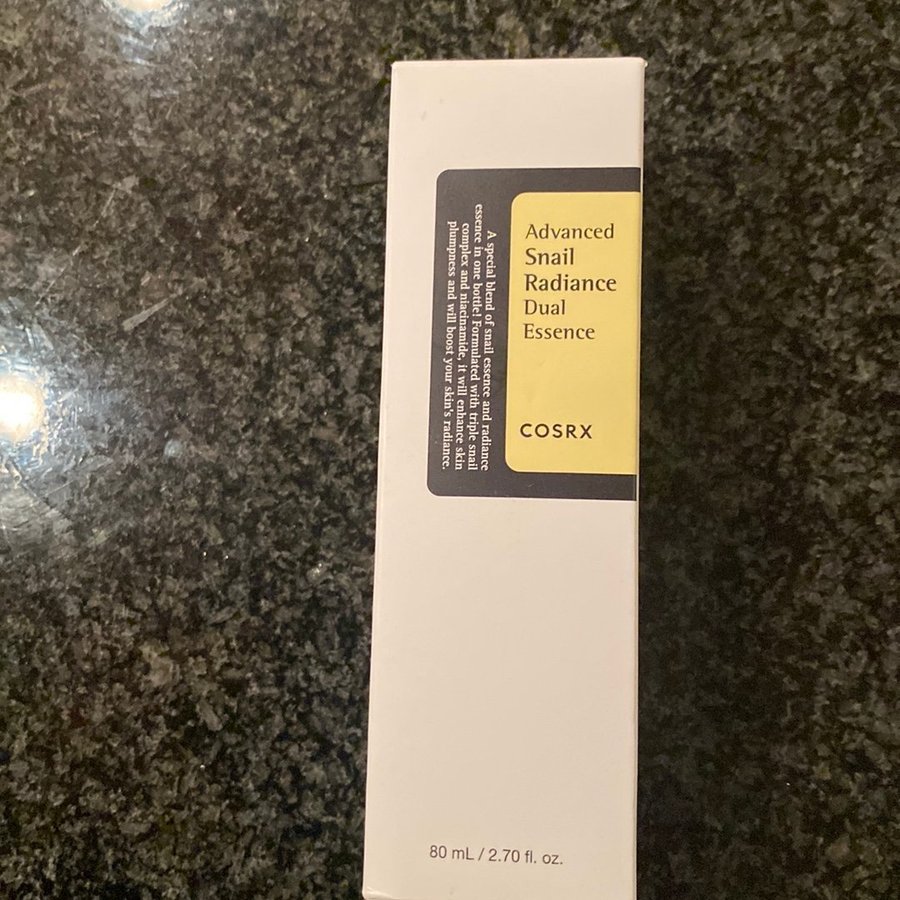 Advanced
Snail
Radiance
Dual
Essence
COSRX
A special blend of snail essence and radiance
essence in one bottle! Formulated with triple snail
complex and niacinamide, it will enhance skin
plumpness and will boost your skin's radiance.
80 mL / 2.70 fl. oz.